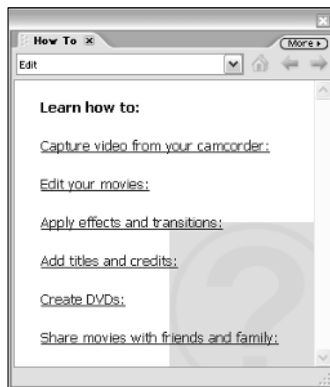 How To
More
Edit
Learn how to:
Capture video from your camcorder:
Edit your movies:
Apply effects and transitions:
Add titles and credits:
Create DVDs:
Share movies with friends and family: